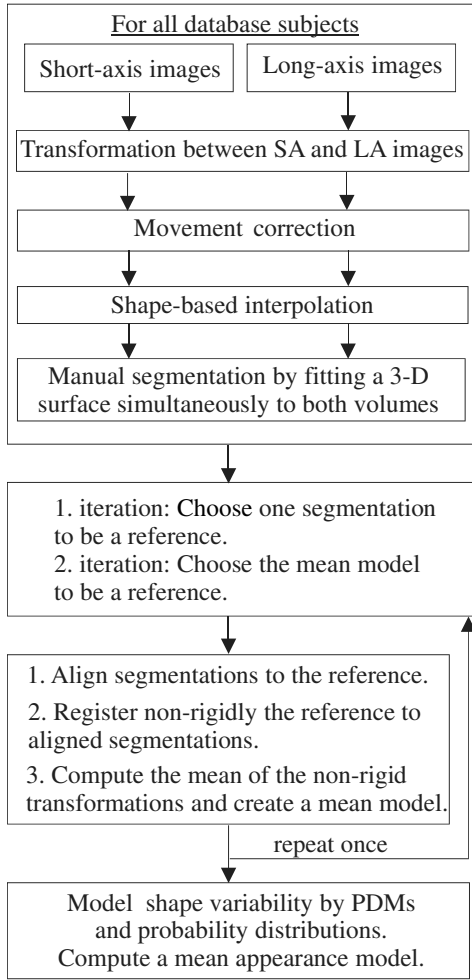 For all database subjects
Short-axis images
Long-axis images
Transformation between SA and LA images
Movement correction
Shape-based interpolation
Manual segmentation by fitting a 3-D
surface simultaneously to both volumes
1. iteration: Choose one segmentation
to be a reference.
2. iteration: Choose the mean model
to be a reference.
1. Align segmentations to the reference.
2. Register non-rigidly the reference to
aligned segmentations.
3. Compute the mean of the non-rigid
transformations and create a mean model.
repeat once
Model shape variability by PDMs
and probability distributions.
Compute a mean appearance model.